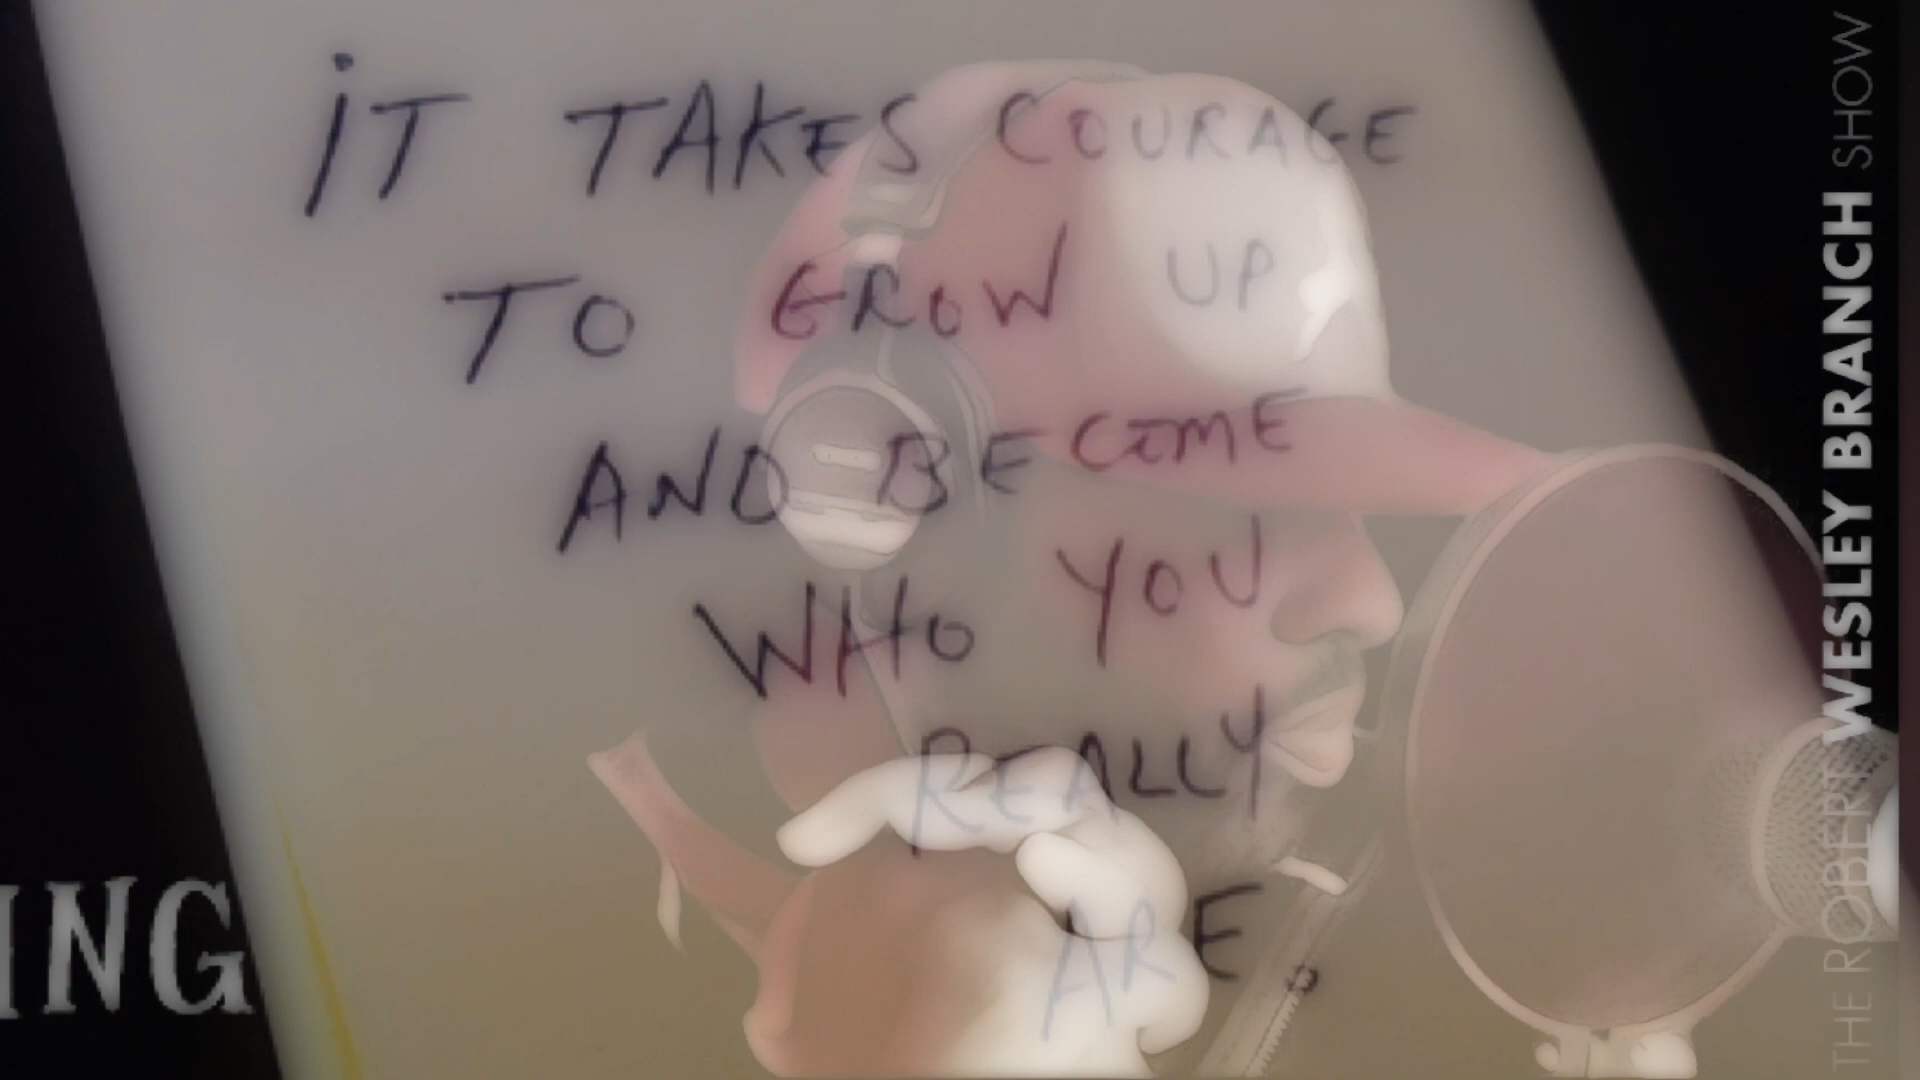 iT TAKES COURAGE
TO GROW UP
AND BECOME
WHO YOU
REALLY
ARE.
ING
THE ROBERT WESLEY BRANCH SHOW